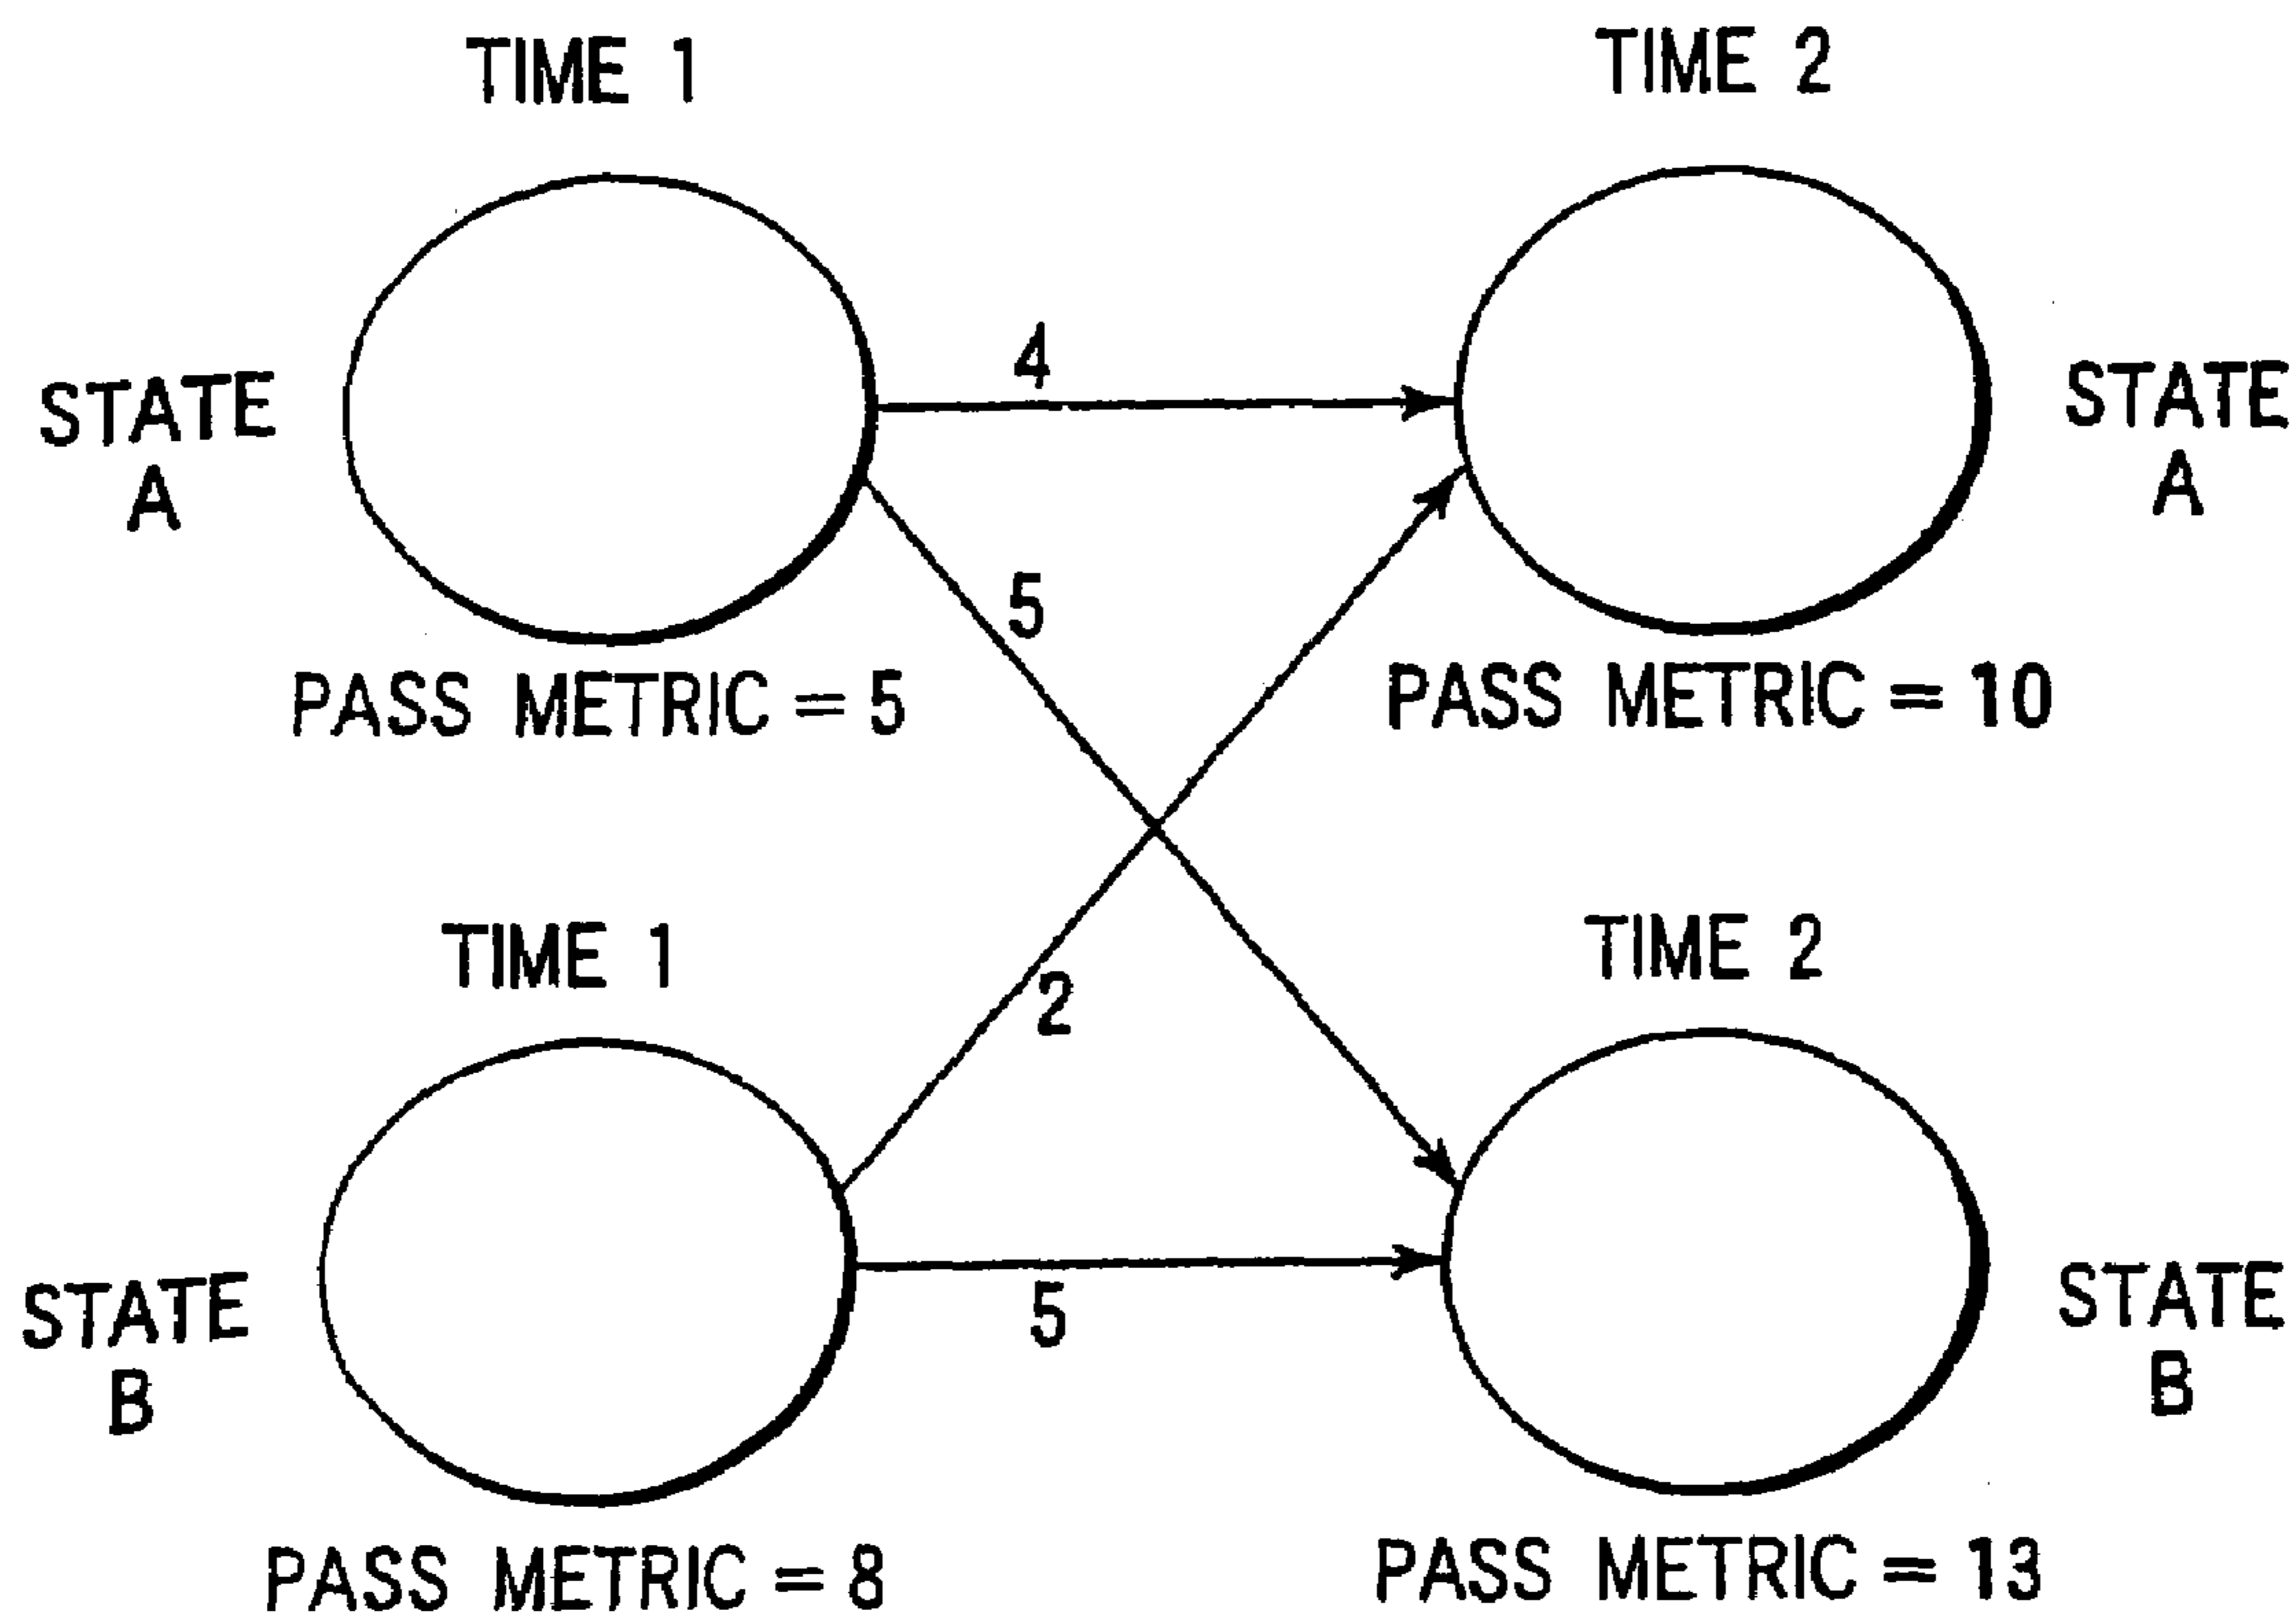 TIME 1
TIME 2
STATE
A
4
STATE
A
5
PASS METRIC = 5
PASS METRIC = 10
TIME 1
TIME 2
2
STATE
B
5
STATE
B
PASS METRIC = 8
PASS METRIC = 13